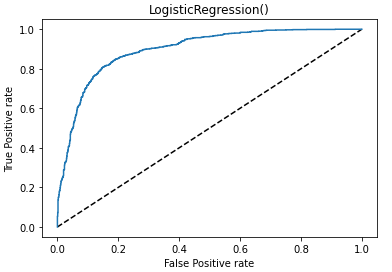 LogisticRegression()
True Positive rate
1.0
0.8
0.6
0.4
0.2
0.0
0.0 0.2 0.4 0.6 0.8 1.0
False Positive rate